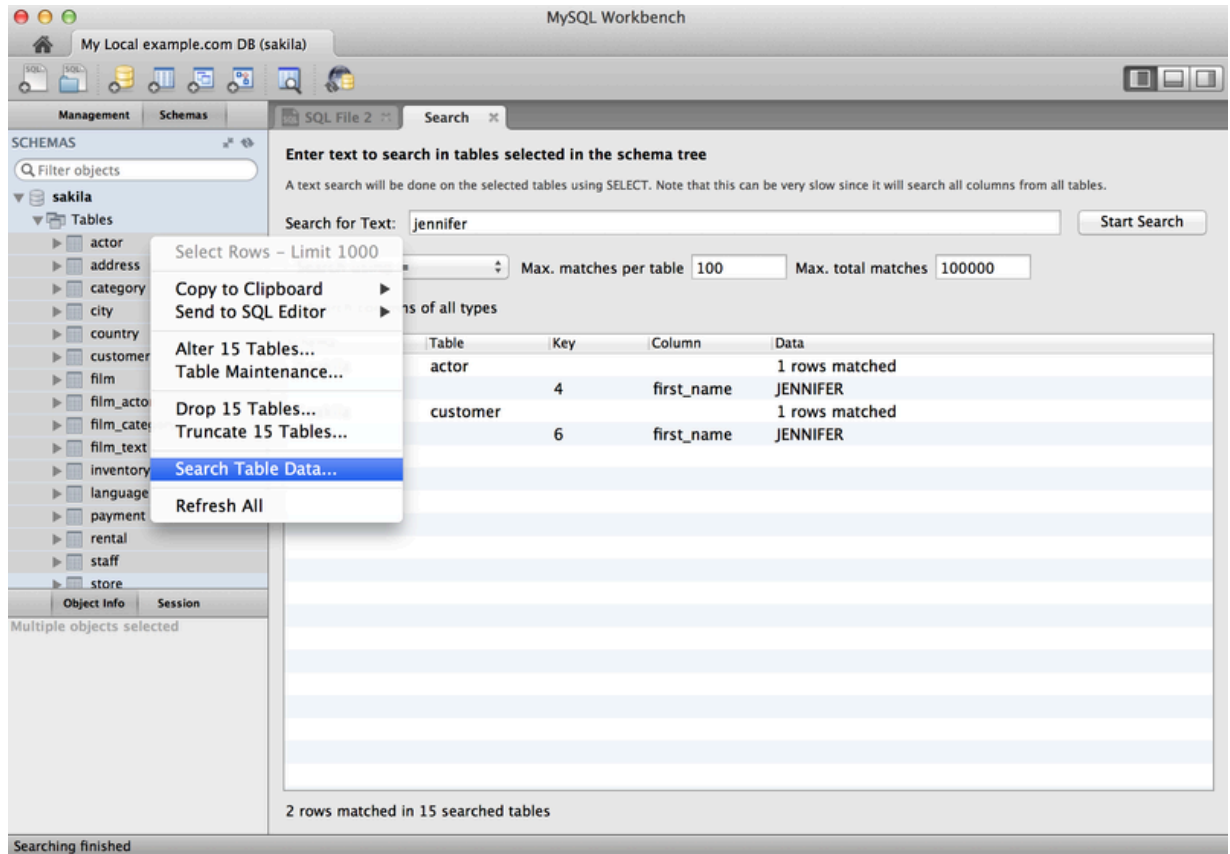 MySQL Workbench
My Local example.com DB (sakila)
SQL SQL
Management Schemas
SQL File 2 Search
SCHEMAS
Filter objects
sakila
Tables
actor
address
category
city
country
customer
film
film_acto
film_cate
film_text
inventory
language
payment
rental
staff
store
Object Info Session
Multiple objects selected
Select Rows – Limit 1000
Copy to Clipboard
Send to SQL Editor
Alter 15 Tables...
Table Maintenance...
Drop 15 Tables...
Truncate 15 Tables...
Search Table Data...
Refresh All
Enter text to search in tables selected in the schema tree
A text search will be done on the selected tables using SELECT. Note that this can be very slow since it will search all columns from all tables.
Search for Text: jennifer Start Search
= Max. matches per table 100 Max. total matches 100000
of all types
Table Key Column Data
actor 1 rows matched
4 first_name JENNIFER
customer 1 rows matched
6 first_name JENNIFER
2 rows matched in 15 searched tables
Searching finished